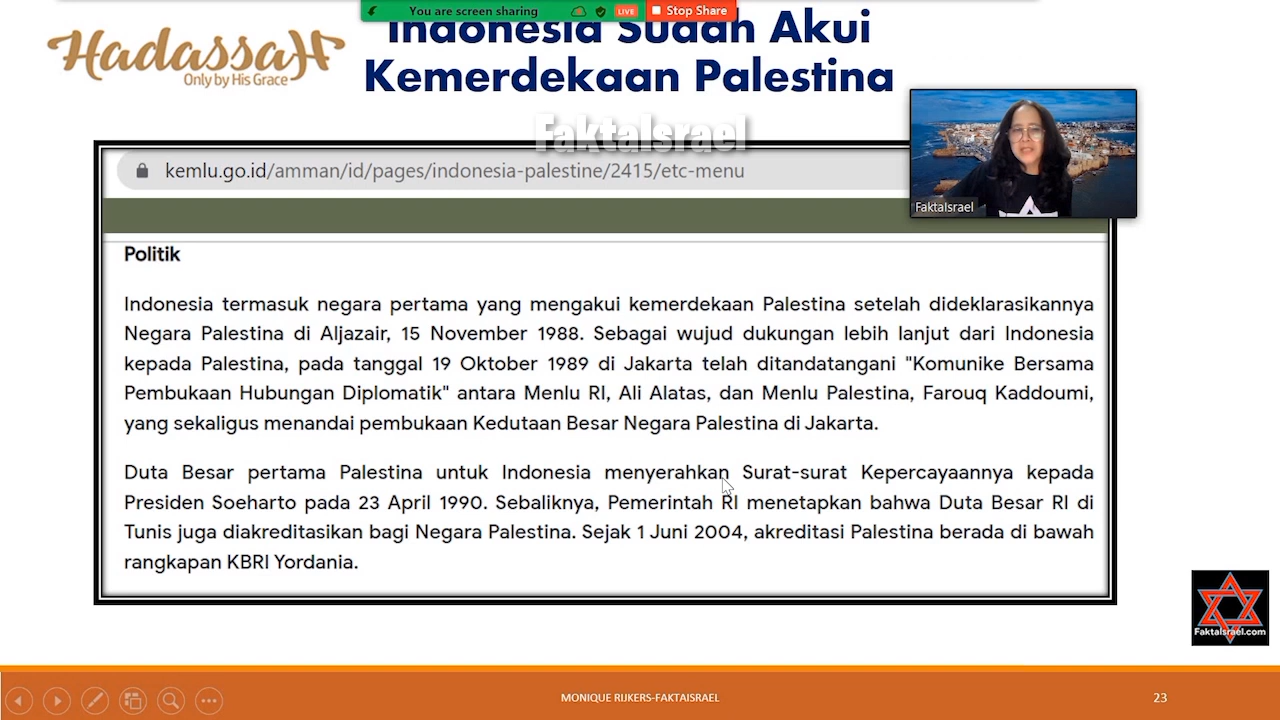 You are screen sharing
LIVE
Stop Share
Hadassah
Only by His Grace
Indonesia Sudah Akui
Kemerdekaan Palestina
FaktaIsrael
kemlu.go.id/amman/id/pages/indonesia-palestine/2415/etc-menu
FaktaIsrael
Politik
Indonesia termasuk negara pertama yang mengakui kemerdekaan Palestina setelah dideklarasikannya
Negara Palestina di Aljazair, 15 November 1988. Sebagai wujud dukungan lebih lanjut dari Indonesia
kepada Palestina, pada tanggal 19 Oktober 1989 di Jakarta telah ditandatangani "Komunike Bersama
Pembukaan Hubungan Diplomatik" antara Menlu RI, Ali Alatas, dan Menlu Palestina, Farouq Kaddoumi,
yang sekaligus menandai pembukaan Kedutaan Besar Negara Palestina di Jakarta.
Duta Besar pertama Palestina untuk Indonesia menyerahkan Surat-surat Kepercayaannya kepada
Presiden Soeharto pada 23 April 1990. Sebaliknya, Pemerintah RI menetapkan bahwa Duta Besar RI di
Tunis juga diakreditasikan bagi Negara Palestina. Sejak 1 Juni 2004, akreditasi Palestina berada di bawah
rangkapan KBRI Yordania.
FaktaIsrael.com
MONIQUE RIJKERS-FAKTAISRAEL
23